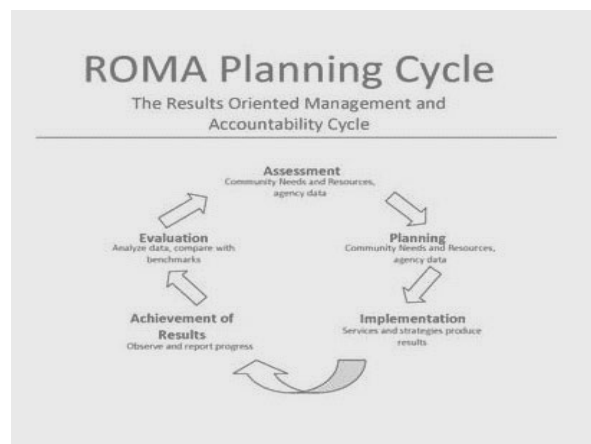 ROMA Planning Cycle
The Results Oriented Management and
Accountability Cycle
Assessment
Community Needs and Resources,
agency data
Planning
Community Needs and Resources,
agency data
Implementation
Services and strategies produce
results
Achievement of
Results
Observe and report progress
Evaluation
Analyze data, compare with
benchmarks